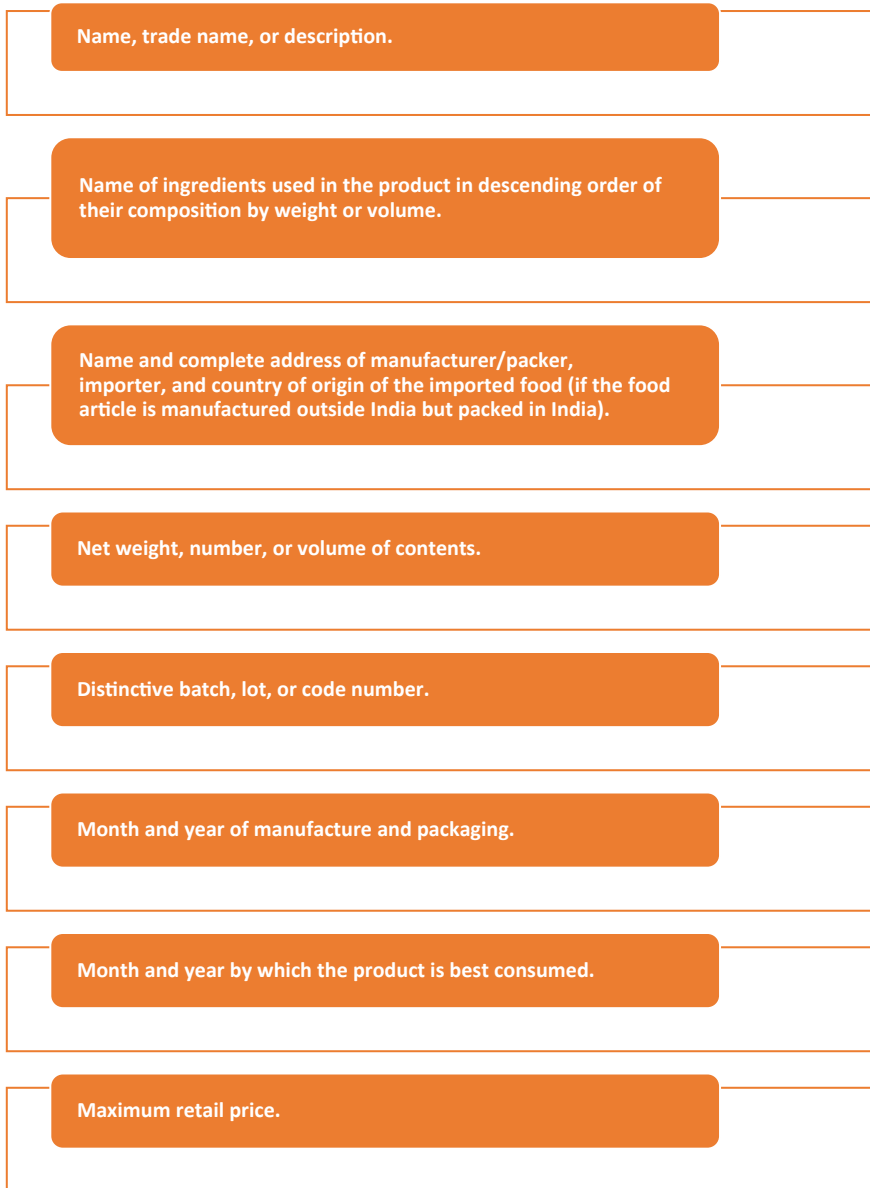 Name, trade name, or description.
Name of ingredients used in the product in descending order of
their composition by weight or volume.
Name and complete address of manufacturer/packer,
importer, and country of origin of the imported food (if the food
article is manufactured outside India but packed in India).
Net weight, number, or volume of contents.
Distinctive batch, lot, or code number.
Month and year of manufacture and packaging.
Month and year by which the product is best consumed.
Maximum retail price.